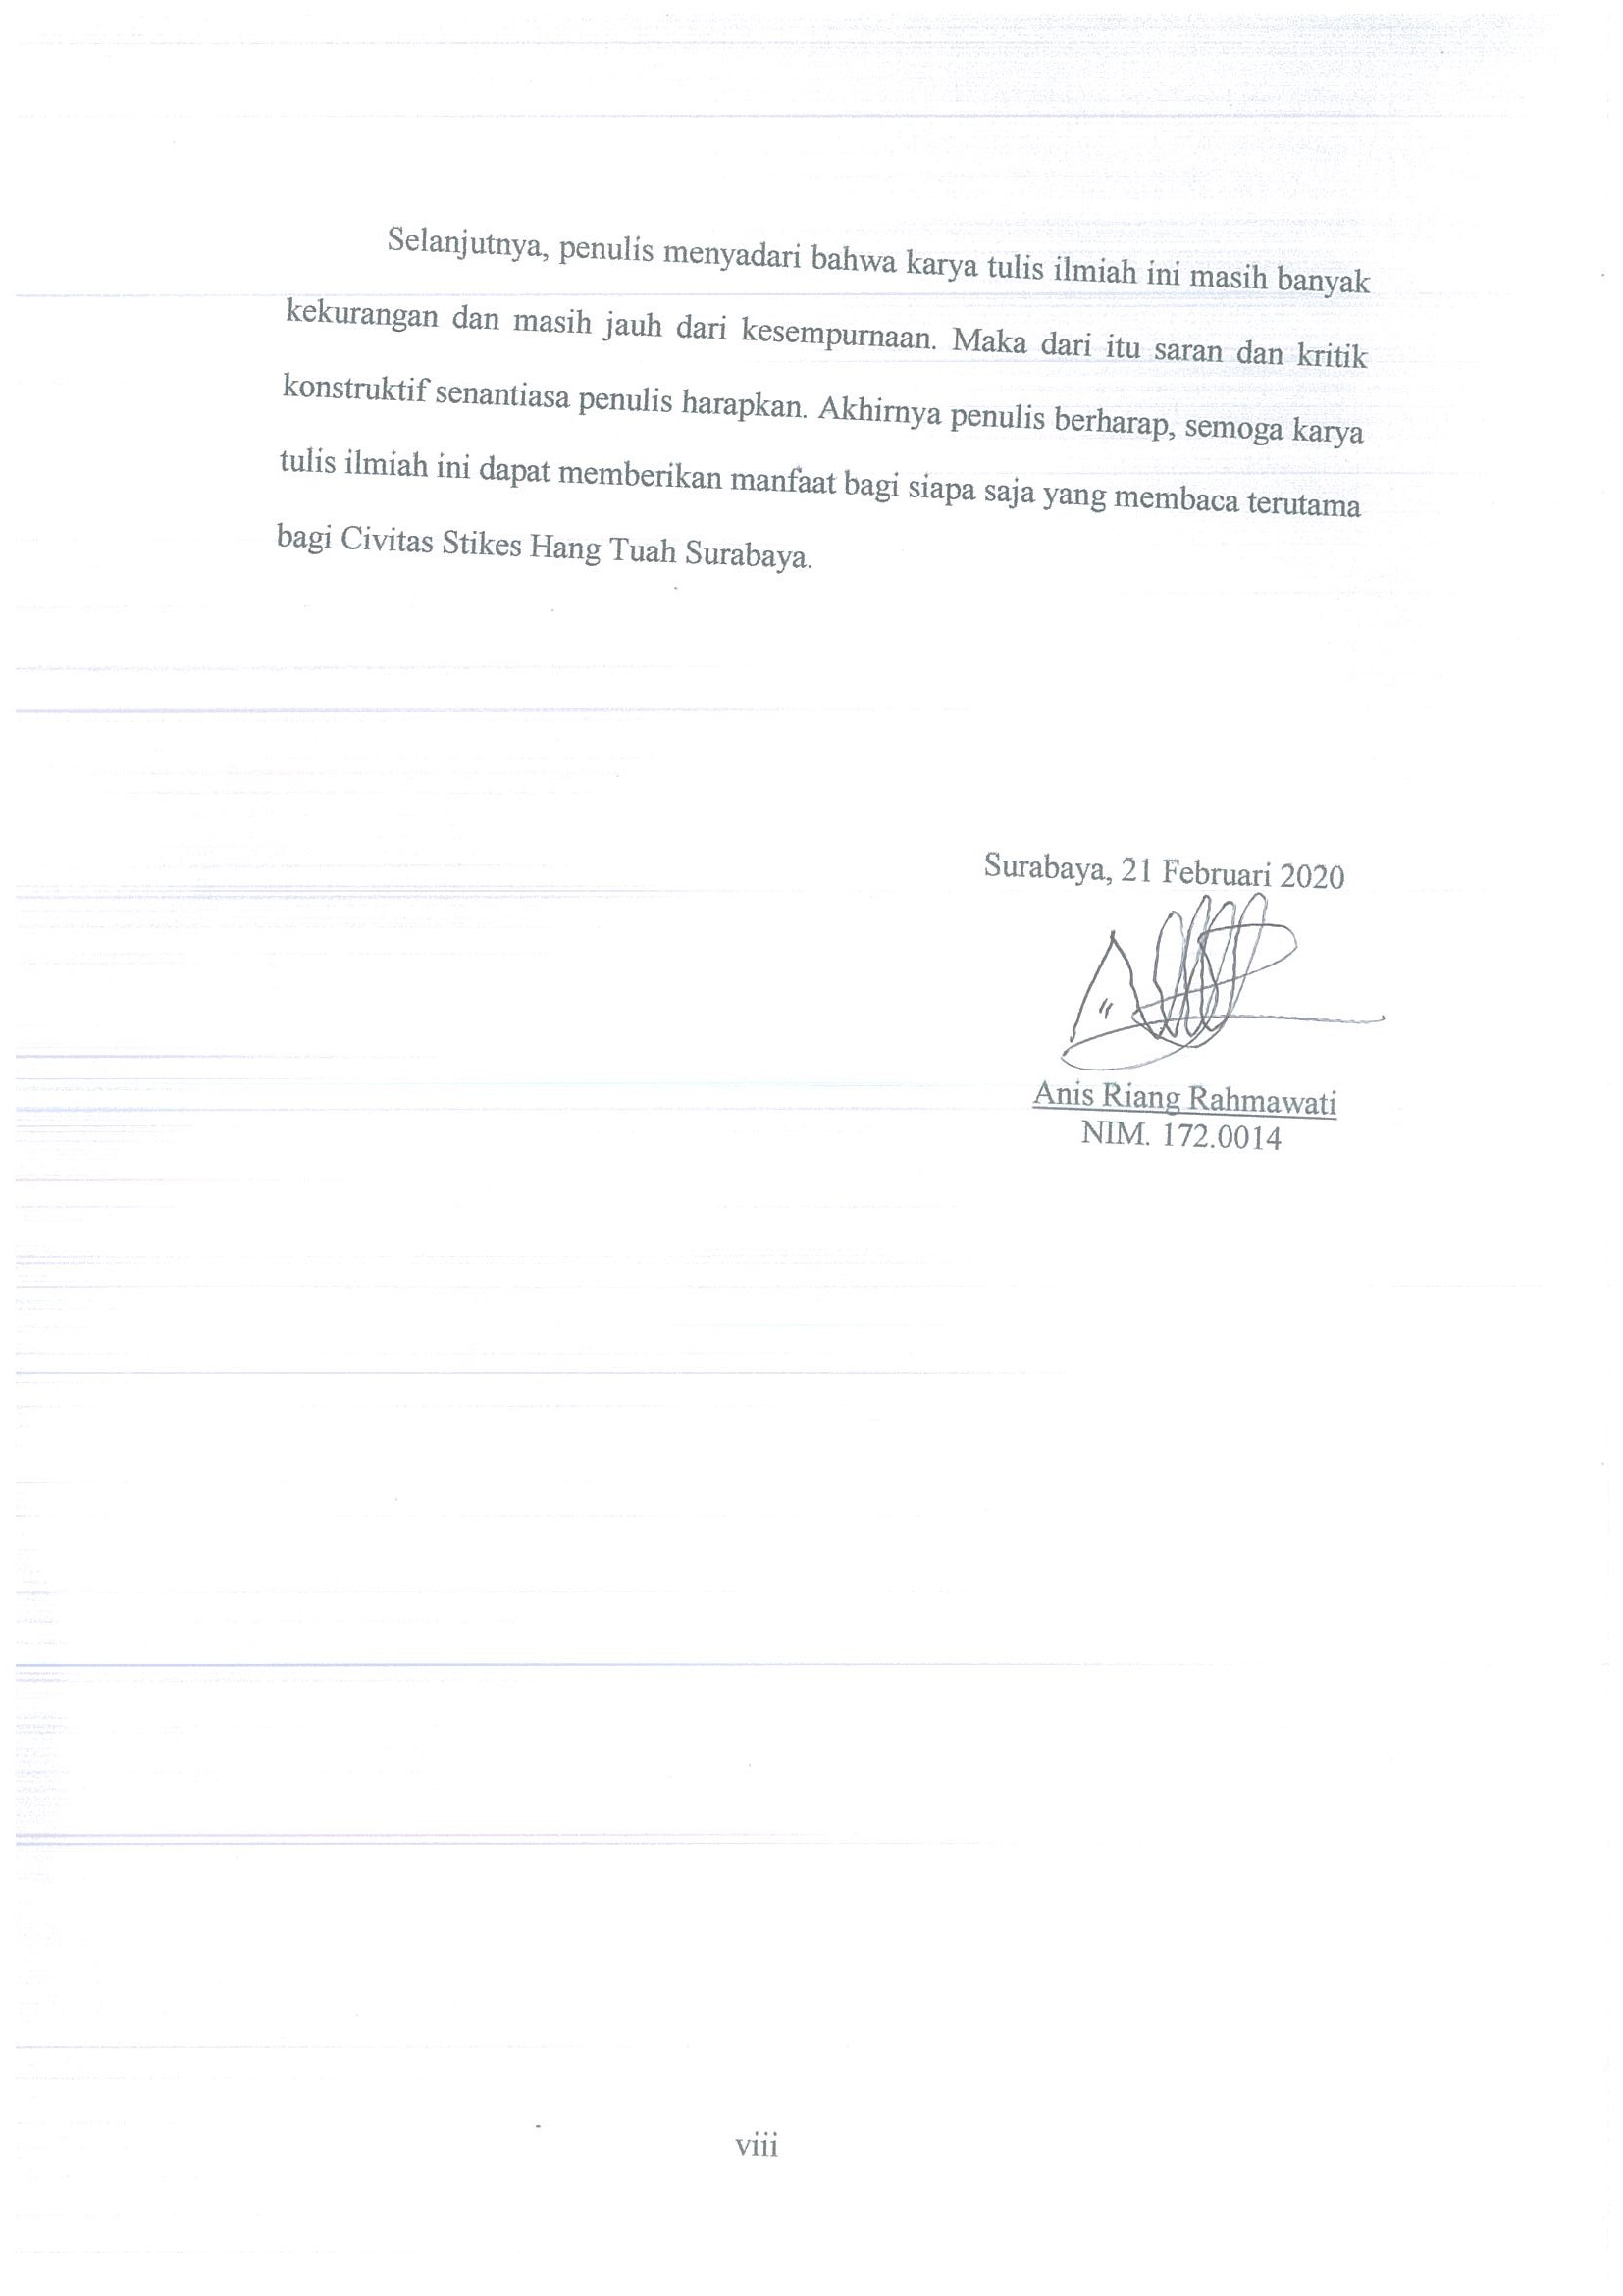 Selanjutnya, penulis menyadari bahwa karya tulis ilmiah ini masih banyak
kekurangan dan masih jauh dari kesempurnaan. Maka dari itu saran dan kritik
konstruktif senantiasa penulis harapkan. Akhirnya penulis berharap, semoga karya
tulis ilmiah ini dapat memberikan manfaat bagi siapa saja yang membaca terutama
bagi Civitas Stikes Hang Tuah Surabaya.
Surabaya, 21 Februari 2020
Anis Riang Rahmawati
NIM. 172.0014
viii